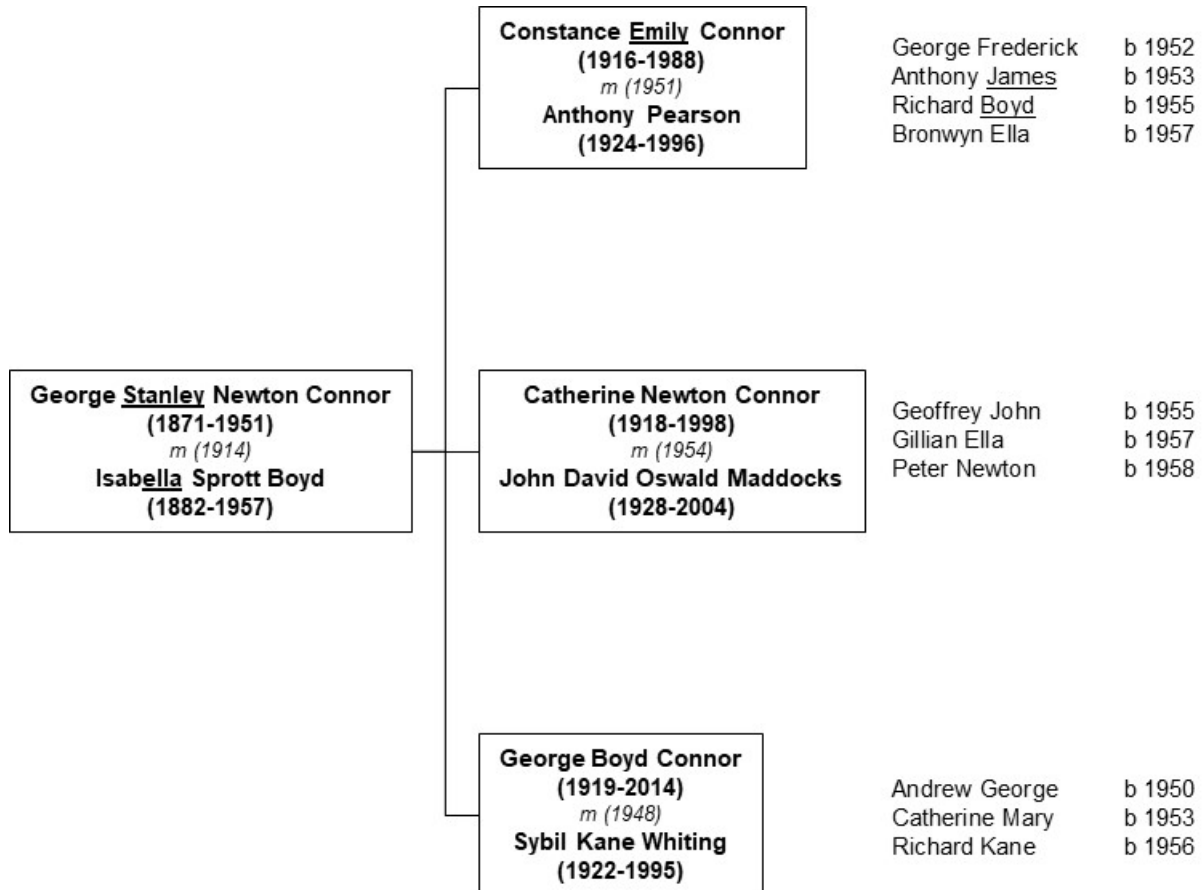 Constance Emily Connor
(1916-1988)
m (1951)
Anthony Pearson
(1924-1996)
George Frederick b 1952
Anthony James b 1953
Richard Boyd b 1955
Bronwyn Ella b 1957
George Stanley Newton Connor
(1871-1951)
m (1914)
Isabella Sprott Boyd
(1882-1957)
Catherine Newton Connor
(1918-1998)
m (1954)
John David Oswald Maddocks
(1928-2004)
Geoffrey John b 1955
Gillian Ella b 1957
Peter Newton b 1958
George Boyd Connor
(1919-2014)
m (1948)
Sybil Kane Whiting
(1922-1995)
Andrew George b 1950
Catherine Mary b 1953
Richard Kane b 1956